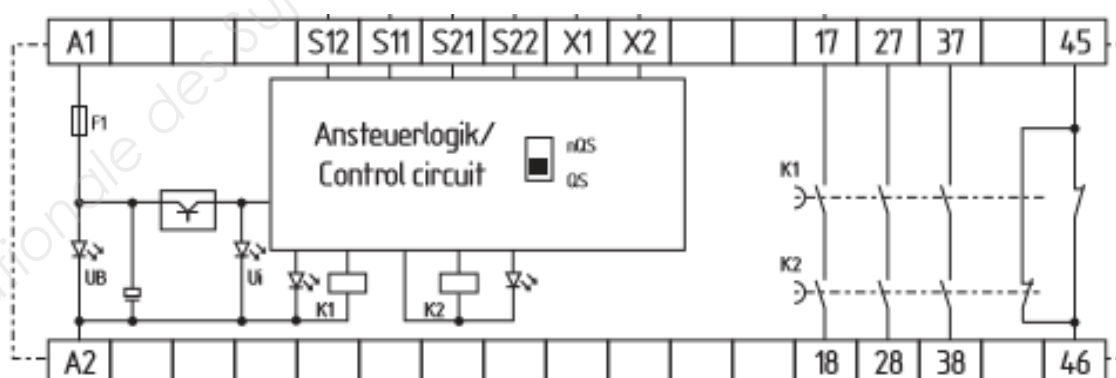 A1 S12 S11 S21 S22 X1 X2 17 27 37 45
F1
Ansteuerlogik/
Control circuit
nQS
QS
K1
UB
Ui
K1
K2
K2
A2 18 28 38 46